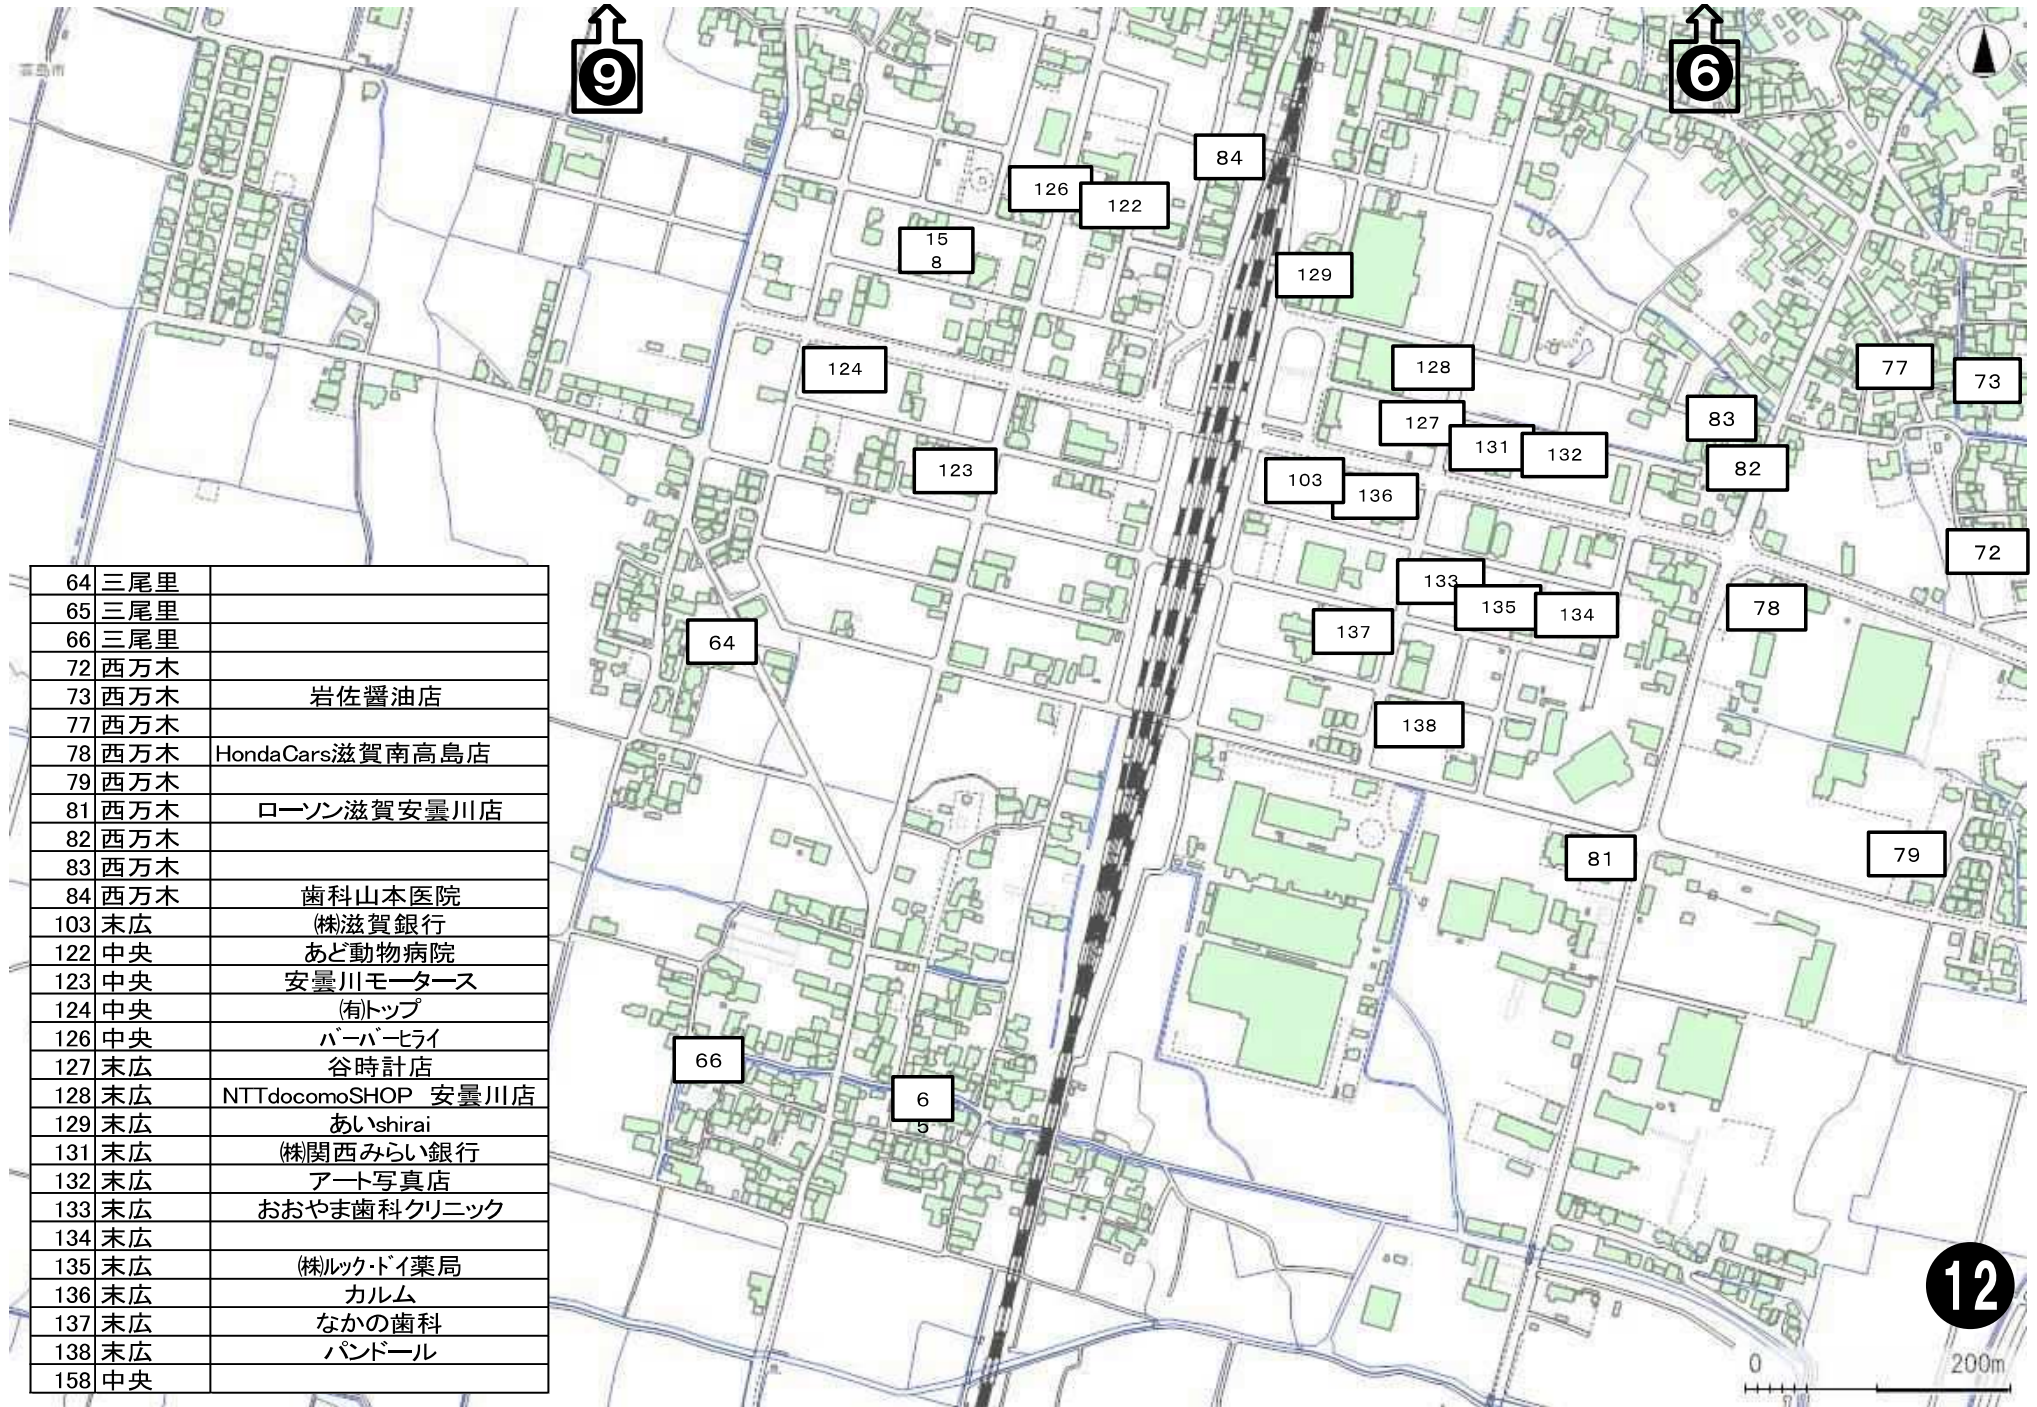 9
6
84
126
122
15
8
129
124
128
77
73
127
83
131
132
82
123
103
136
72
133
135
134
78
137
64
138
81
79
66
6
5
64 三尾里
65 三尾里
66 三尾里
72 西万木
73 西万木 岩佐醤油店
77 西万木
78 西万木 HondaCars滋賀南高島店
79 西万木
81 西万木 ローソン滋賀安曇川店
82 西万木
83 西万木
84 西万木 歯科山本医院
103 末広 ㈱滋賀銀行
122 中央 あど動物病院
123 中央 安曇川モータース
124 中央 ㈲トップ
126 中央 バーバーヒライ
127 末広 谷時計店
128 末広 NTTdocomoSHOP 安曇川店
129 末広 あいshirai
131 末広 ㈱関西みらい銀行
132 末広 アート写真店
133 末広 おおやま歯科クリニック
134 末広
135 末広 ㈱ルック・ドイ薬局
136 末広 カルム
137 末広 なかの歯科
138 末広 パンドール
158 中央
12
0 200m